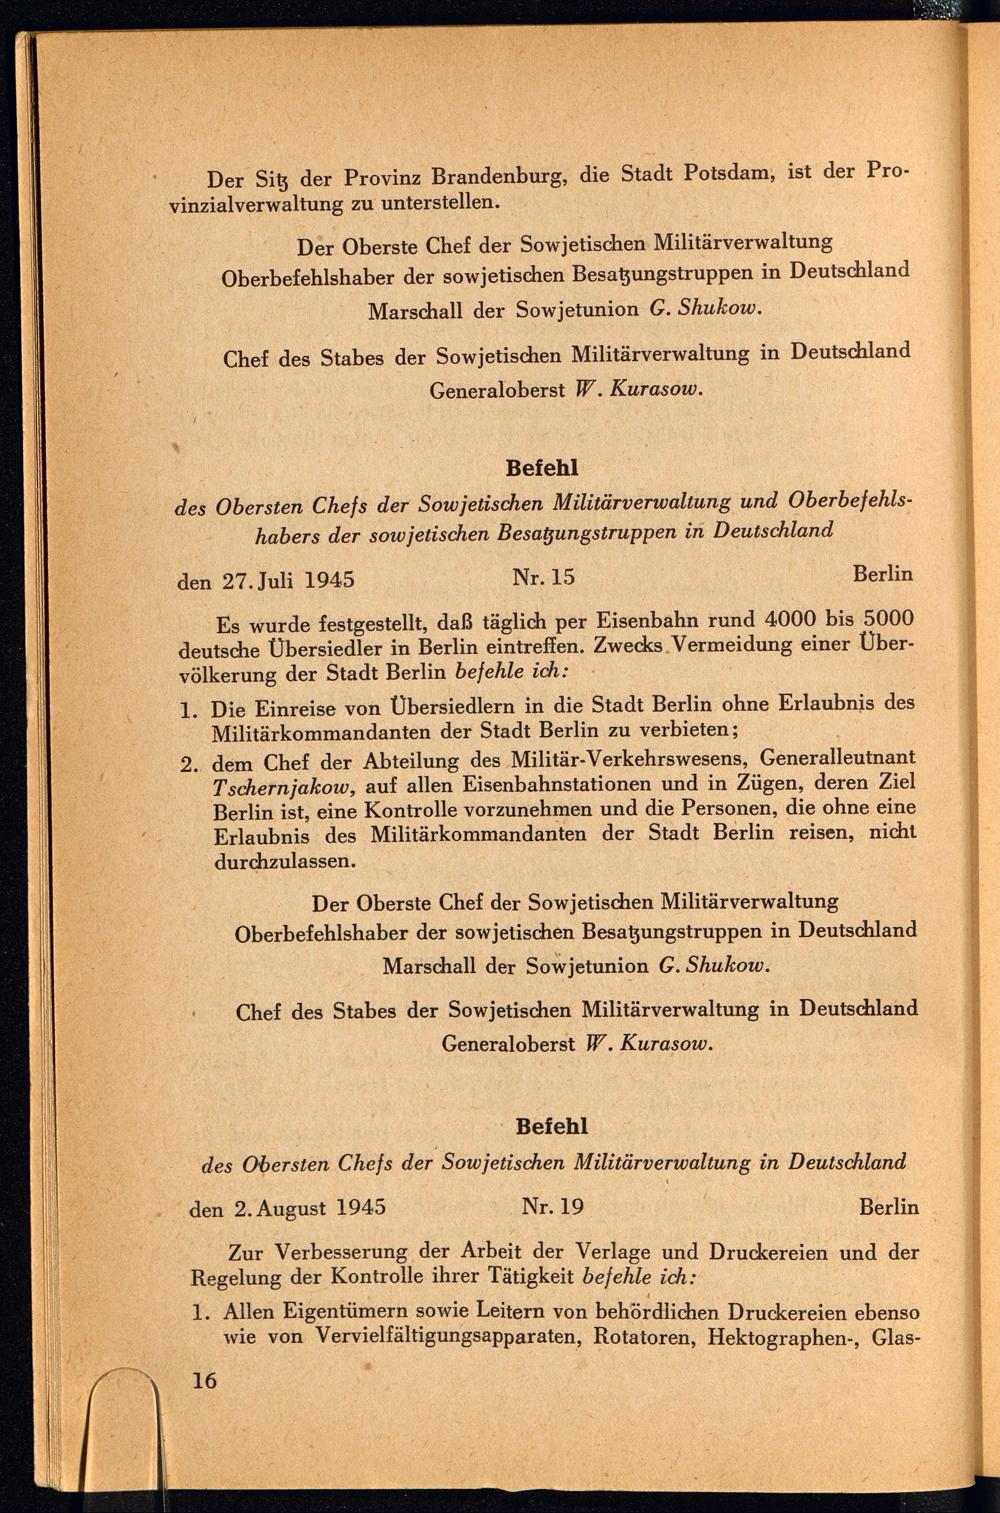 Der Sitz der Provinz Brandenburg, die Stadt Potsdam, ist der Pro-
vinzialverwaltung zu unterstellen.
Der Oberste Chef der Sowjetischen Militärverwaltung
Oberbefehlshaber der sowjetischen Besatzungstruppen in Deutschland
Marschall der Sowjetunion G. Shukow.
Chef des Stabes der Sowjetischen Militärverwaltung in Deutschland
Generaloberst W. Kurasow.
Befehl
des Obersten Chefs der Sowjetischen Militärverwaltung und Oberbefehls-
habers der sowjetischen Besatzungstruppen in Deutschland
den 27. Juli 1945 Nr. 15 Berlin
Es wurde festgestellt, daß täglich per Eisenbahn rund 4000 bis 5000
deutsche Übersiedler in Berlin eintreffen. Zwecks Vermeidung einer Über-
völkerung der Stadt Berlin befehle ich:
1. Die Einreise von Übersiedlern in die Stadt Berlin ohne Erlaubnis des
Militärkommandanten der Stadt Berlin zu verbieten;
2. dem Chef der Abteilung des Militär-Verkehrswesens, Generalleutnant
Tschernjakow, auf allen Eisenbahnstationen und in Zügen, deren Ziel
Berlin ist, eine Kontrolle vorzunehmen und die Personen, die ohne eine
Erlaubnis des Militärkommandanten der Stadt Berlin reisen, nicht
durchzulassen.
Der Oberste Chef der Sowjetischen Militärverwaltung
Oberbefehlshaber der sowjetischen Besatzungstruppen in Deutschland
Marschall der Sowjetunion G. Shukow.
Chef des Stabes der Sowjetischen Militärverwaltung in Deutschland
Generaloberst W. Kurasow.
Befehl
des Obersten Chefs der Sowjetischen Militärverwaltung in Deutschland
den 2. August 1945 Nr. 19 Berlin
Zur Verbesserung der Arbeit der Verlage und Druckereien und der
Regelung der Kontrolle ihrer Tätigkeit befehle ich:
1. Allen Eigentümern sowie Leitern von behördlichen Druckereien ebenso
wie von Vervielfältigungsapparaten, Rotatoren, Hektographen-, Glas-
16